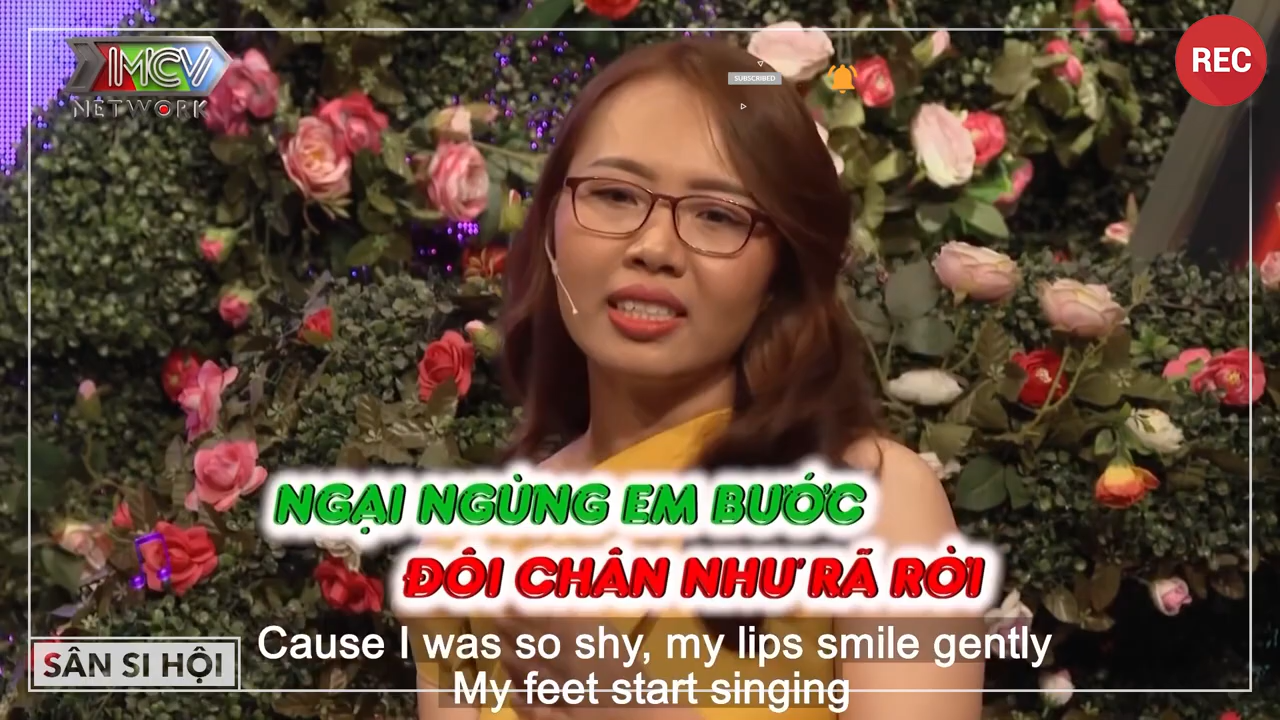 MCV
NETWORK
SUBSCRIBED
REC
NGẠI NGÙNG EM BƯỚC
ĐÔI CHÂN NHƯ RÃ RỜI
Cause I was so shy, my lips smile gently
My feet start singing
SÂN SI HỘI